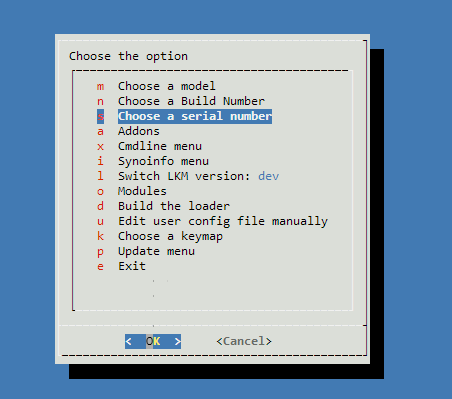 Choose the option
m Choose a model
n Choose a Build Number
Choose a serial number
a Addons
x Cmdline menu
i Synoinfo menu
l Switch LKM version: dev
o Modules
d Build the loader
u Edit user config file manually
k Choose a keymap
p Update menu
e Exit
< OK > <Cancel>